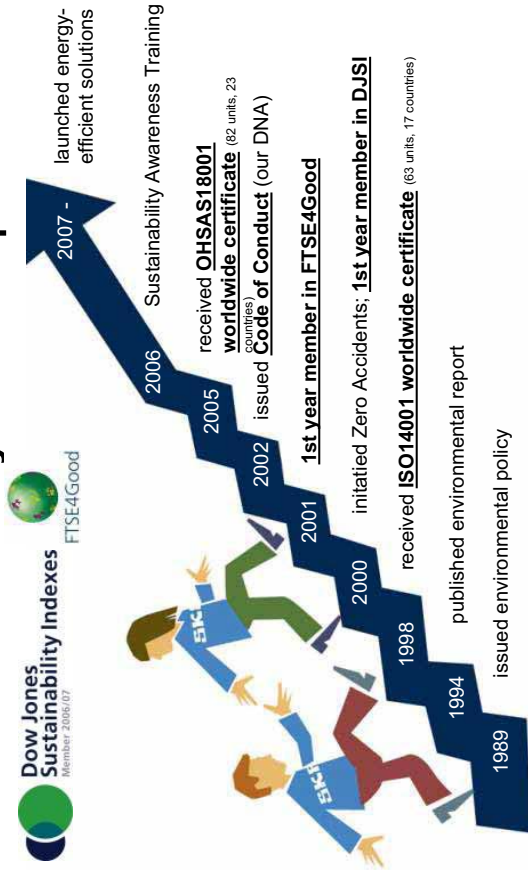 Dow Jones
Sustainability Indexes
Member 2006/07
FTSE4Good
2007 -
launched energy-
efficient solutions
2006
Sustainability Awareness Training
2005
received OHSAS18001
worldwide certificate (82 units, 23
countries)
2002
issued Code of Conduct (our DNA)
2001
1st year member in FTSE4Good
2000
initatied Zero Accidents; 1st year member in DJSI
1998
received ISO14001 worldwide certificate (63 units, 17 countries)
1994
published environmental report
1989
issued environmental policy
SKF
SKF